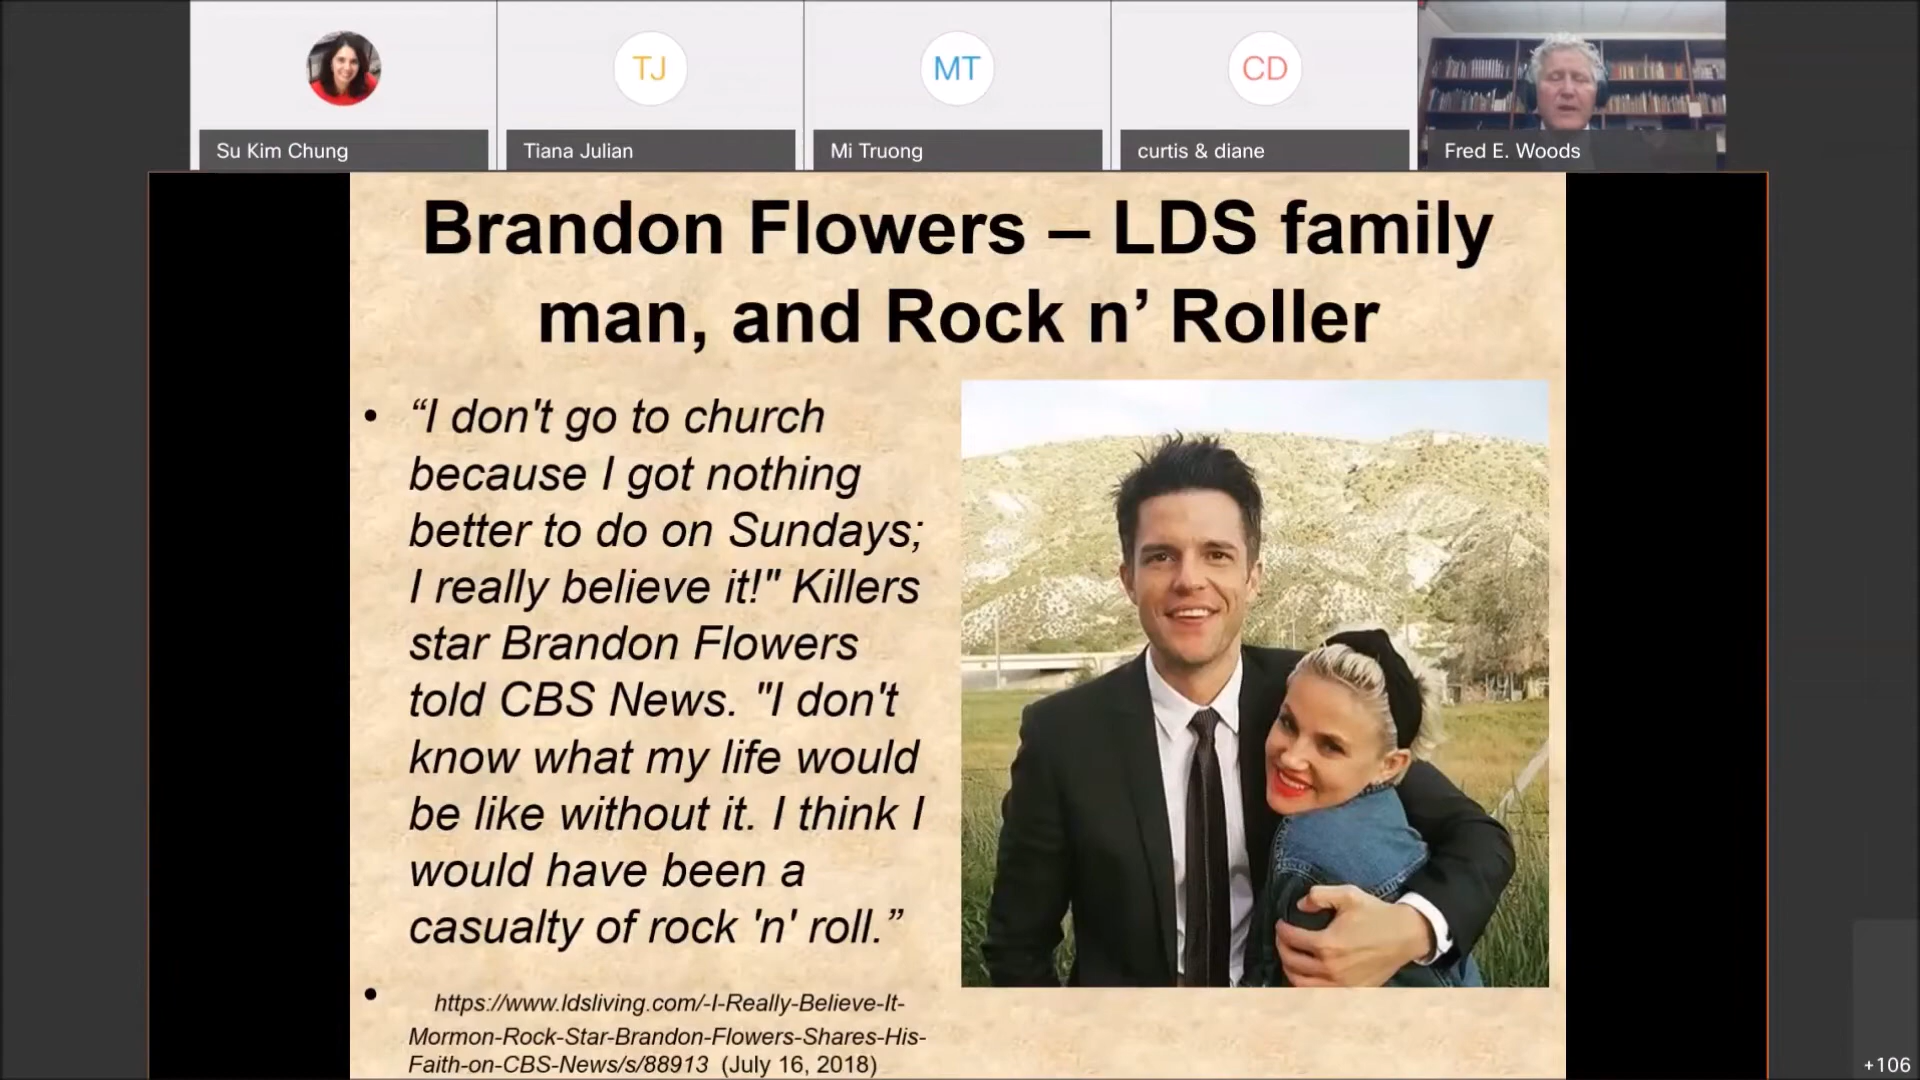 TJ
MT
CD
Su Kim Chung
Tiana Julian
Mi Truong
curtis & diane
Fred E. Woods
Brandon Flowers – LDS family
man, and Rock n’ Roller
• “I don't go to church
because I got nothing
better to do on Sundays;
I really believe it!" Killers
star Brandon Flowers
told CBS News. "I don't
know what my life would
be like without it. I think I
would have been a
casualty of rock 'n' roll.”
• https://www.ldsliving.com/-I-Really-Believe-It-
Mormon-Rock-Star-Brandon-Flowers-Shares-His-
Faith-on-CBS-News/s/88913 (July 16, 2018)
+106